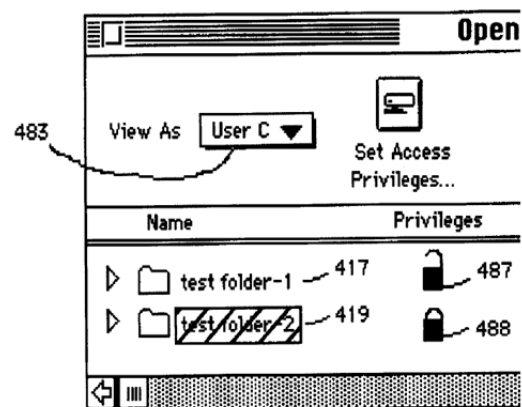 Open
483 View As User C
Set Access
Privileges...
Name Privileges
test folder-1 417 487
test folder-2 419 488